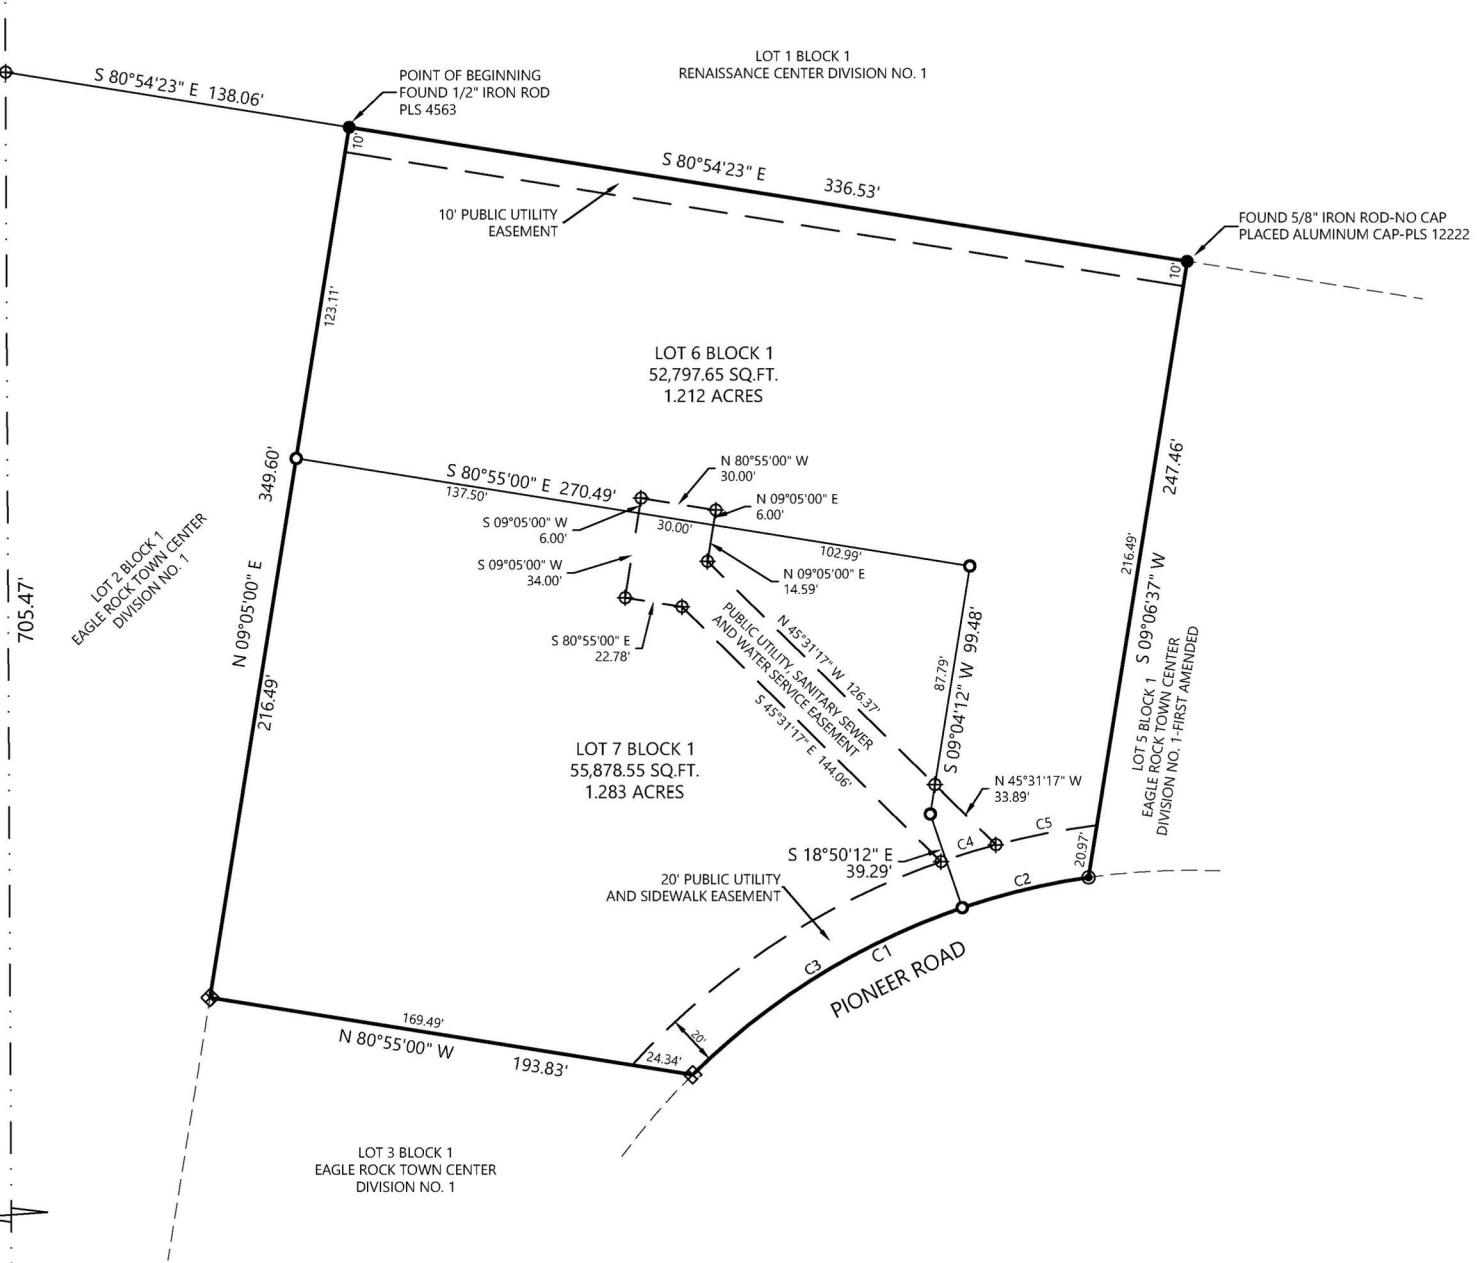 LOT 1 BLOCK 1
RENAISSANCE CENTER DIVISION NO. 1
S 80°54'23" E 138.06'
POINT OF BEGINNING
FOUND 1/2" IRON ROD
PLS 4563
10'
S 80°54'23" E 336.53'
10' PUBLIC UTILITY
EASEMENT
FOUND 5/8" IRON ROD-NO CAP
PLACED ALUMINUM CAP-PLS 12222
10'
123.11'
LOT 6 BLOCK 1
52,797.65 SQ.FT.
1.212 ACRES
349.60'
N 09°05'00" E
216.49'
247.46'
216.49'
S 09°06'37" W
S 80°55'00" E 270.49'
137.50'
30.00'
102.99'
N 80°55'00" W
30.00'
N 09°05'00" E
6.00'
S 09°05'00" W
6.00'
S 09°05'00" W
34.00'
N 09°05'00" E
14.59'
S 80°55'00" E
22.78'
N 45°31'17" W 126.37'
PUBLIC UTILITY, SANITARY SEWER
AND WATER SERVICE EASEMENT
S 45°31'17" E 144.06'
87.79'
S 09°04'12" W 99.48'
LOT 2 BLOCK 1
EAGLE ROCK TOWN CENTER
DIVISION NO. 1
705.47'
LOT 5 BLOCK 1
EAGLE ROCK TOWN CENTER
DIVISION NO. 1-FIRST AMENDED
LOT 7 BLOCK 1
55,878.55 SQ.FT.
1.283 ACRES
N 45°31'17" W
33.89'
C4
C5
20.97'
S 18°50'12" E
39.29'
20' PUBLIC UTILITY
AND SIDEWALK EASEMENT
C2
C3
C1
PIONEER ROAD
20'
24.34'
169.49'
N 80°55'00" W 193.83'
LOT 3 BLOCK 1
EAGLE ROCK TOWN CENTER
DIVISION NO. 1